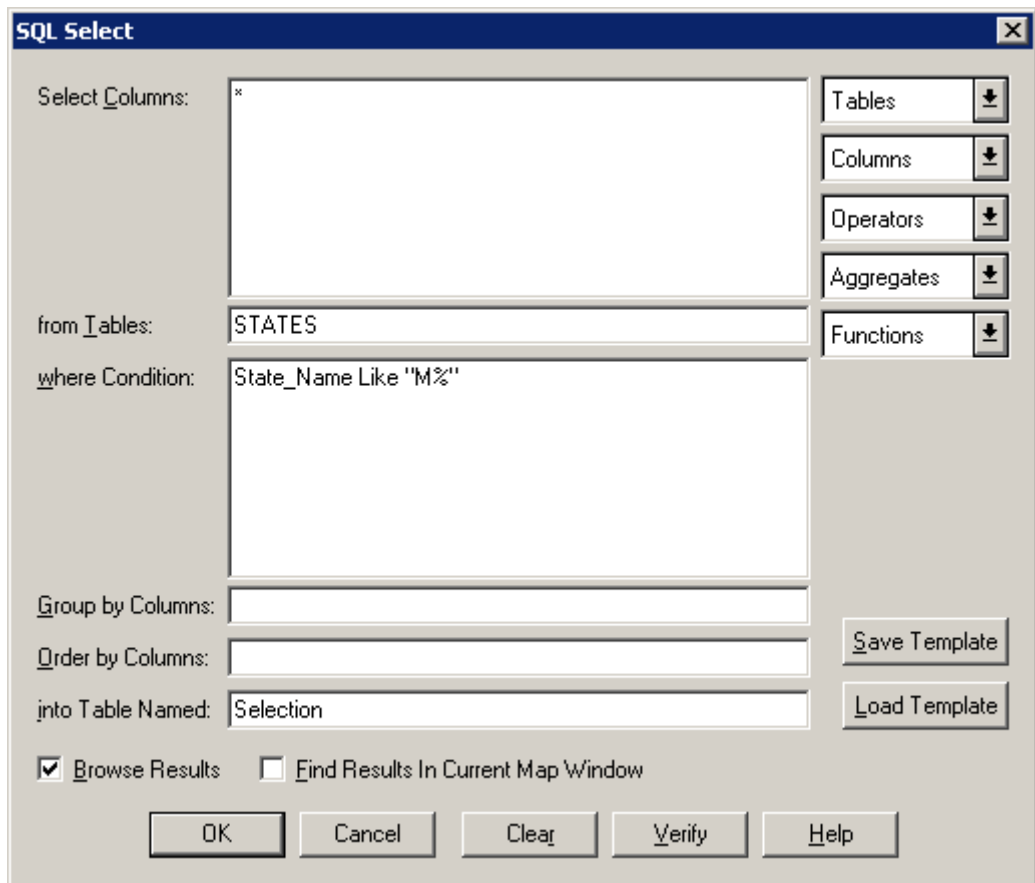 SQL Select
Select Columns:
*
Tables
Columns
Operators
Aggregates
Functions
from Tables:
STATES
where Condition:
State_Name Like "M%"
Group by Columns:
Order by Columns:
into Table Named:
Selection
Save Template
Load Template
Browse Results
Find Results In Current Map Window
OK
Cancel
Clear
Verify
Help